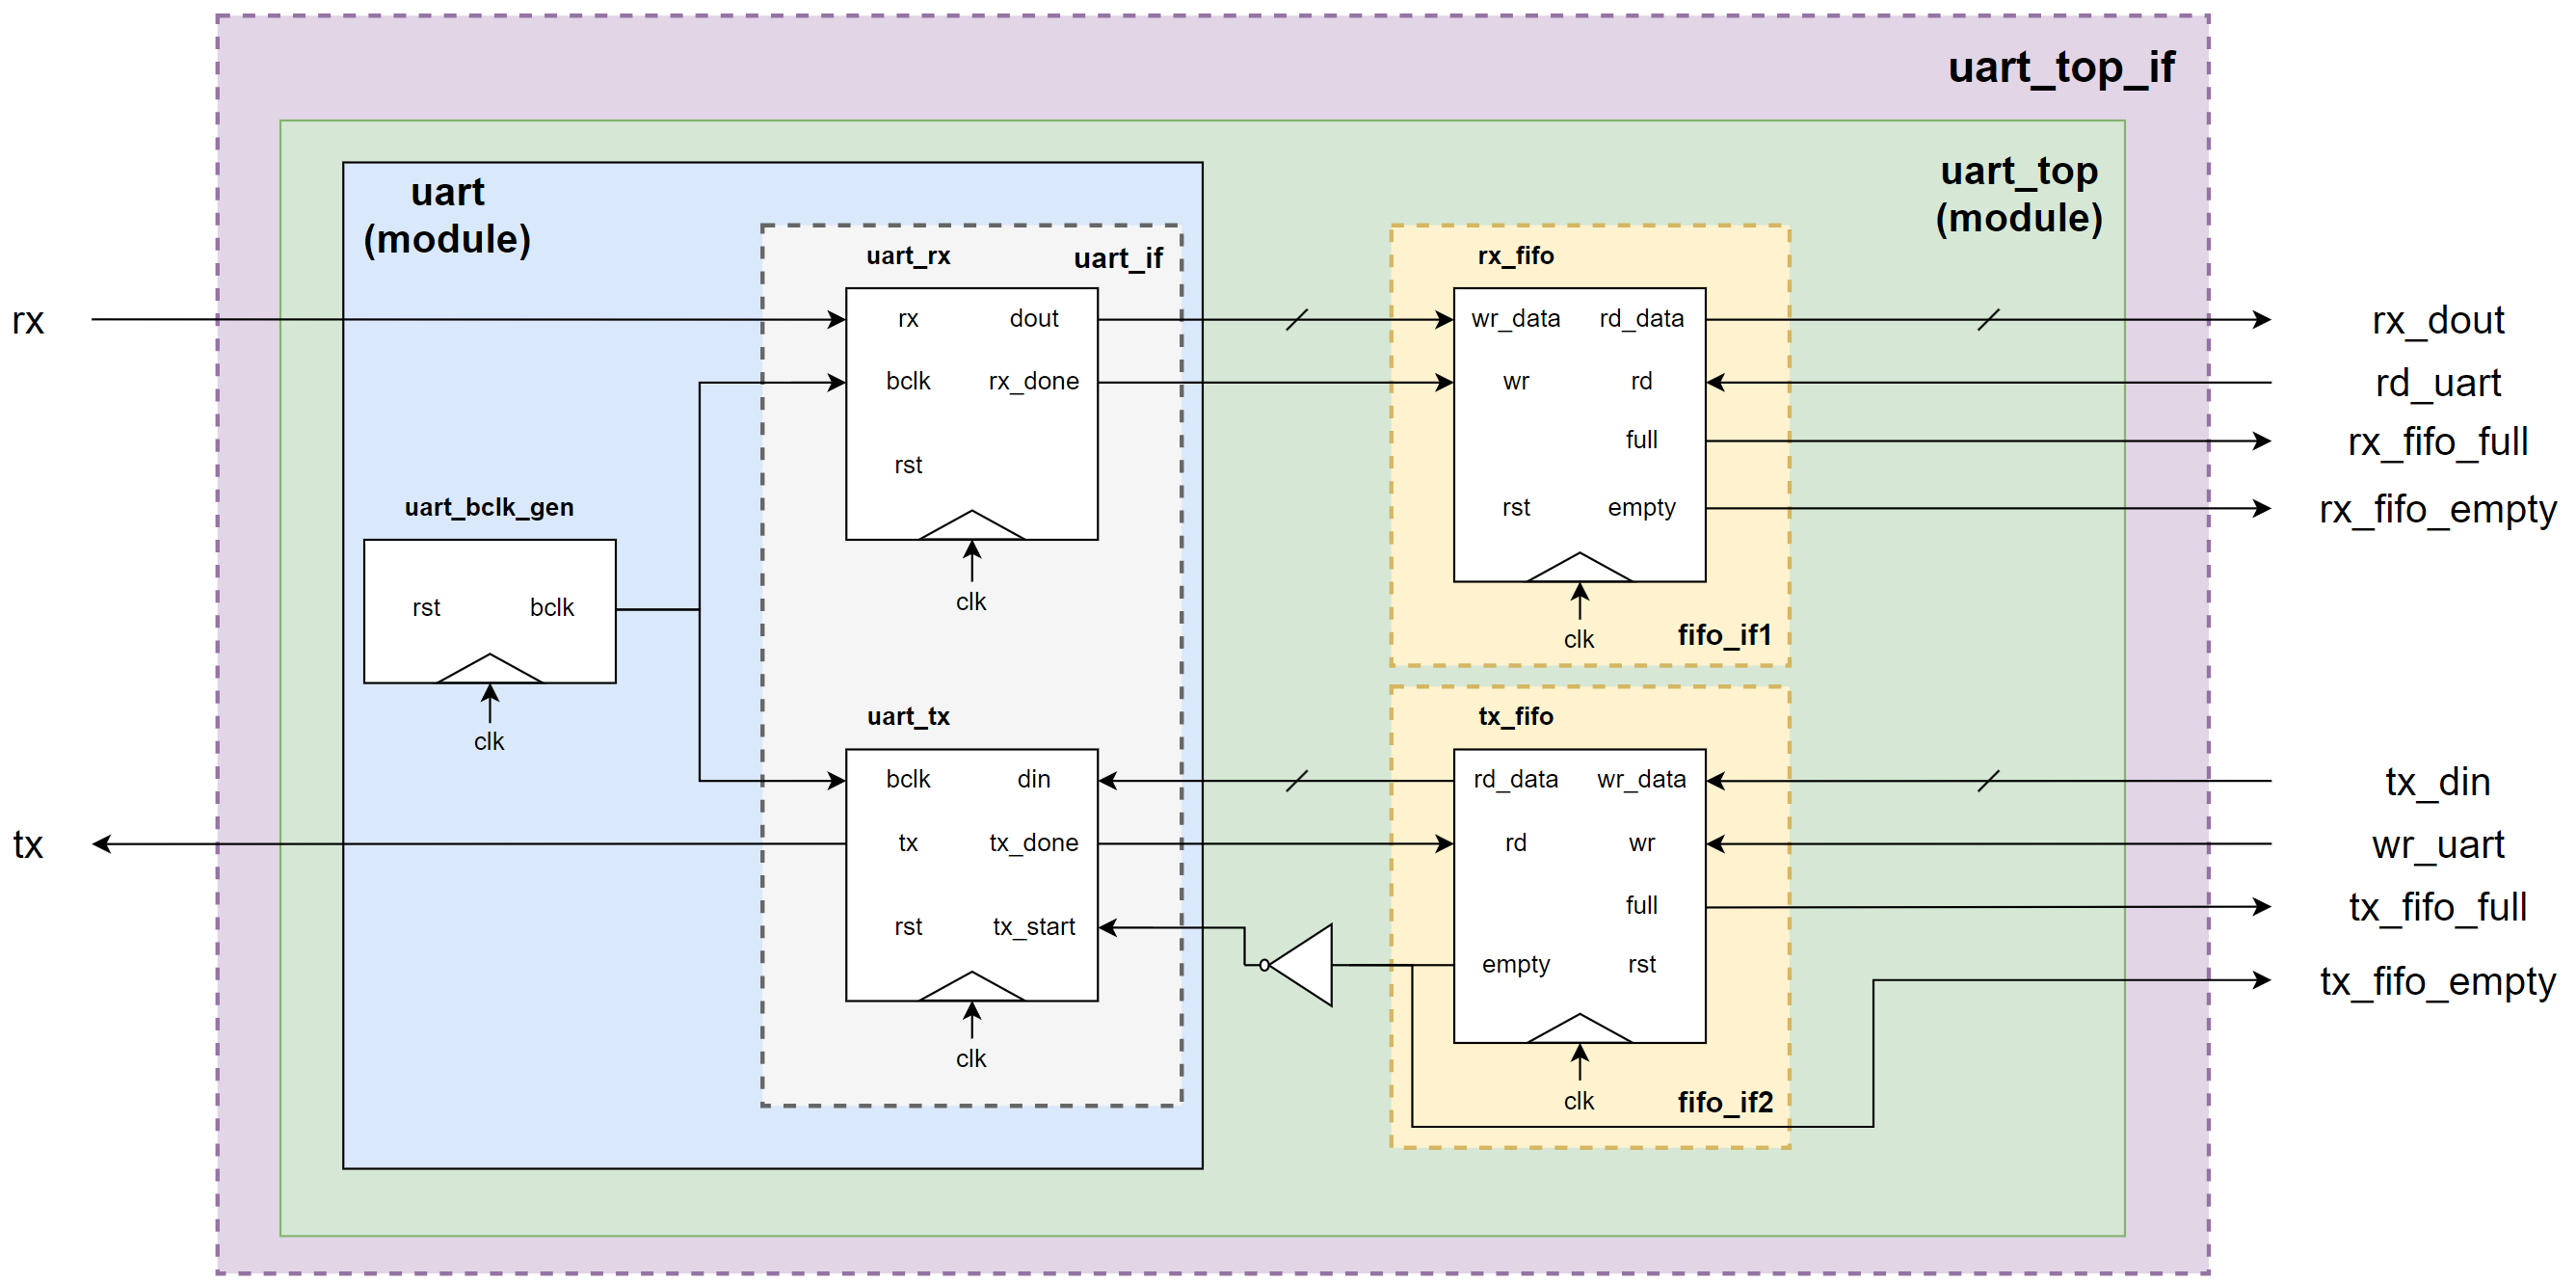 uart_top_if
uart_top
(module)
uart
(module)
uart_rx
uart_if
rx_fifo
rx
rx
dout
wr_data
rd_data
rx_dout
bclk
rx_done
wr
rd
rd_uart
full
rx_fifo_full
rst
uart_bclk_gen
rst
empty
rx_fifo_empty
rst
bclk
clk
clk
fifo_if1
uart_tx
tx_fifo
clk
bclk
din
rd_data
wr_data
tx_din
tx
tx
tx_done
rd
wr
wr_uart
full
tx_fifo_full
rst
tx_start
empty
rst
tx_fifo_empty
clk
clk
fifo_if2